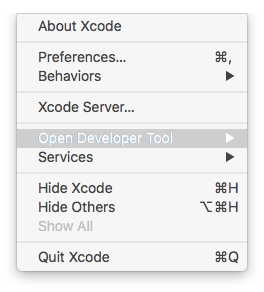 About Xcode
Preferences... ⌘,
Behaviors ▶
Xcode Server...
Open Developer Tool ▶
Services ▶
Hide Xcode ⌘H
Hide Others ⌥⌘H
Show All
Quit Xcode ⌘Q